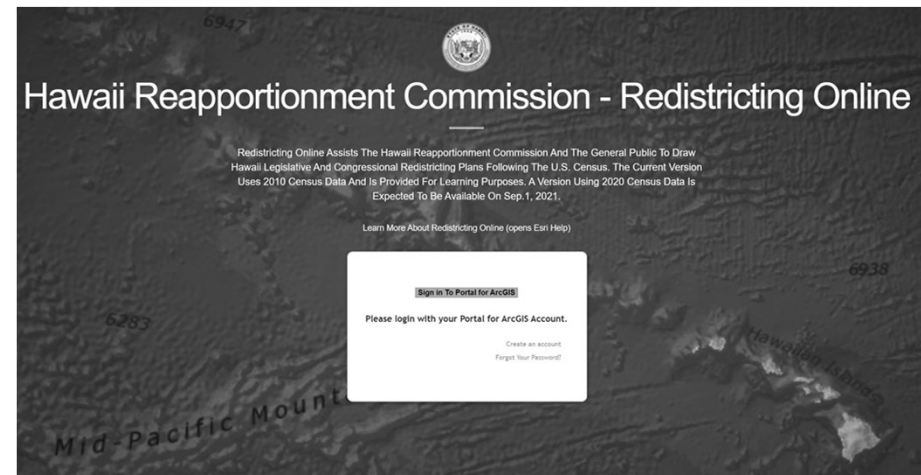 6947
STATE OF HAWAII
Hawaii Reapportionment Commission - Redistricting Online
Redistricting Online Assists The Hawaii Reapportionment Commission And The General Public To Draw
Hawaii Legislative And Congressional Redistricting Plans Following The U.S. Census. The Current Version
Uses 2010 Census Data And Is Provided For Learning Purposes. A Version Using 2020 Census Data Is
Expected To Be Available On Sep.1, 2021.
Learn More About Redistricting Online (opens Esri Help)
6938
Sign in To Portal for ArcGIS
6283
Please login with your Portal for ArcGIS Account.
Create an account
Forgot Your Password?
Hawaiian Islands
Mid-Pacific Mount